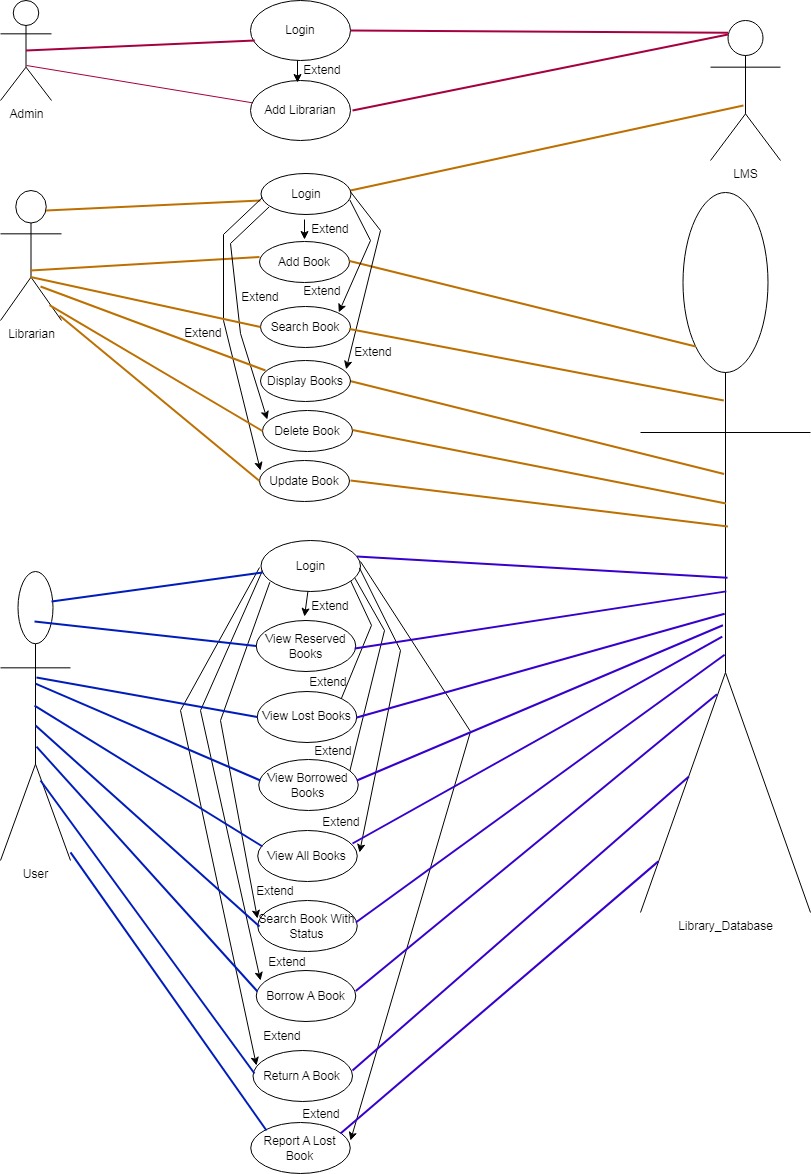 Login
Extend
Add Librarian
Admin
LMS
Login
Extend
Add Book
Extend
Extend
Search Book
Extend
Librarian
Extend
Display Books
Delete Book
Update Book
Login
Extend
View Reserved
Books
Extend
View Lost Books
Extend
View Borrowed
Books
Extend
View All Books
User
Extend
Search Book With
Status
Library_Database
Extend
Borrow A Book
Extend
Return A Book
Extend
Report A Lost
Book